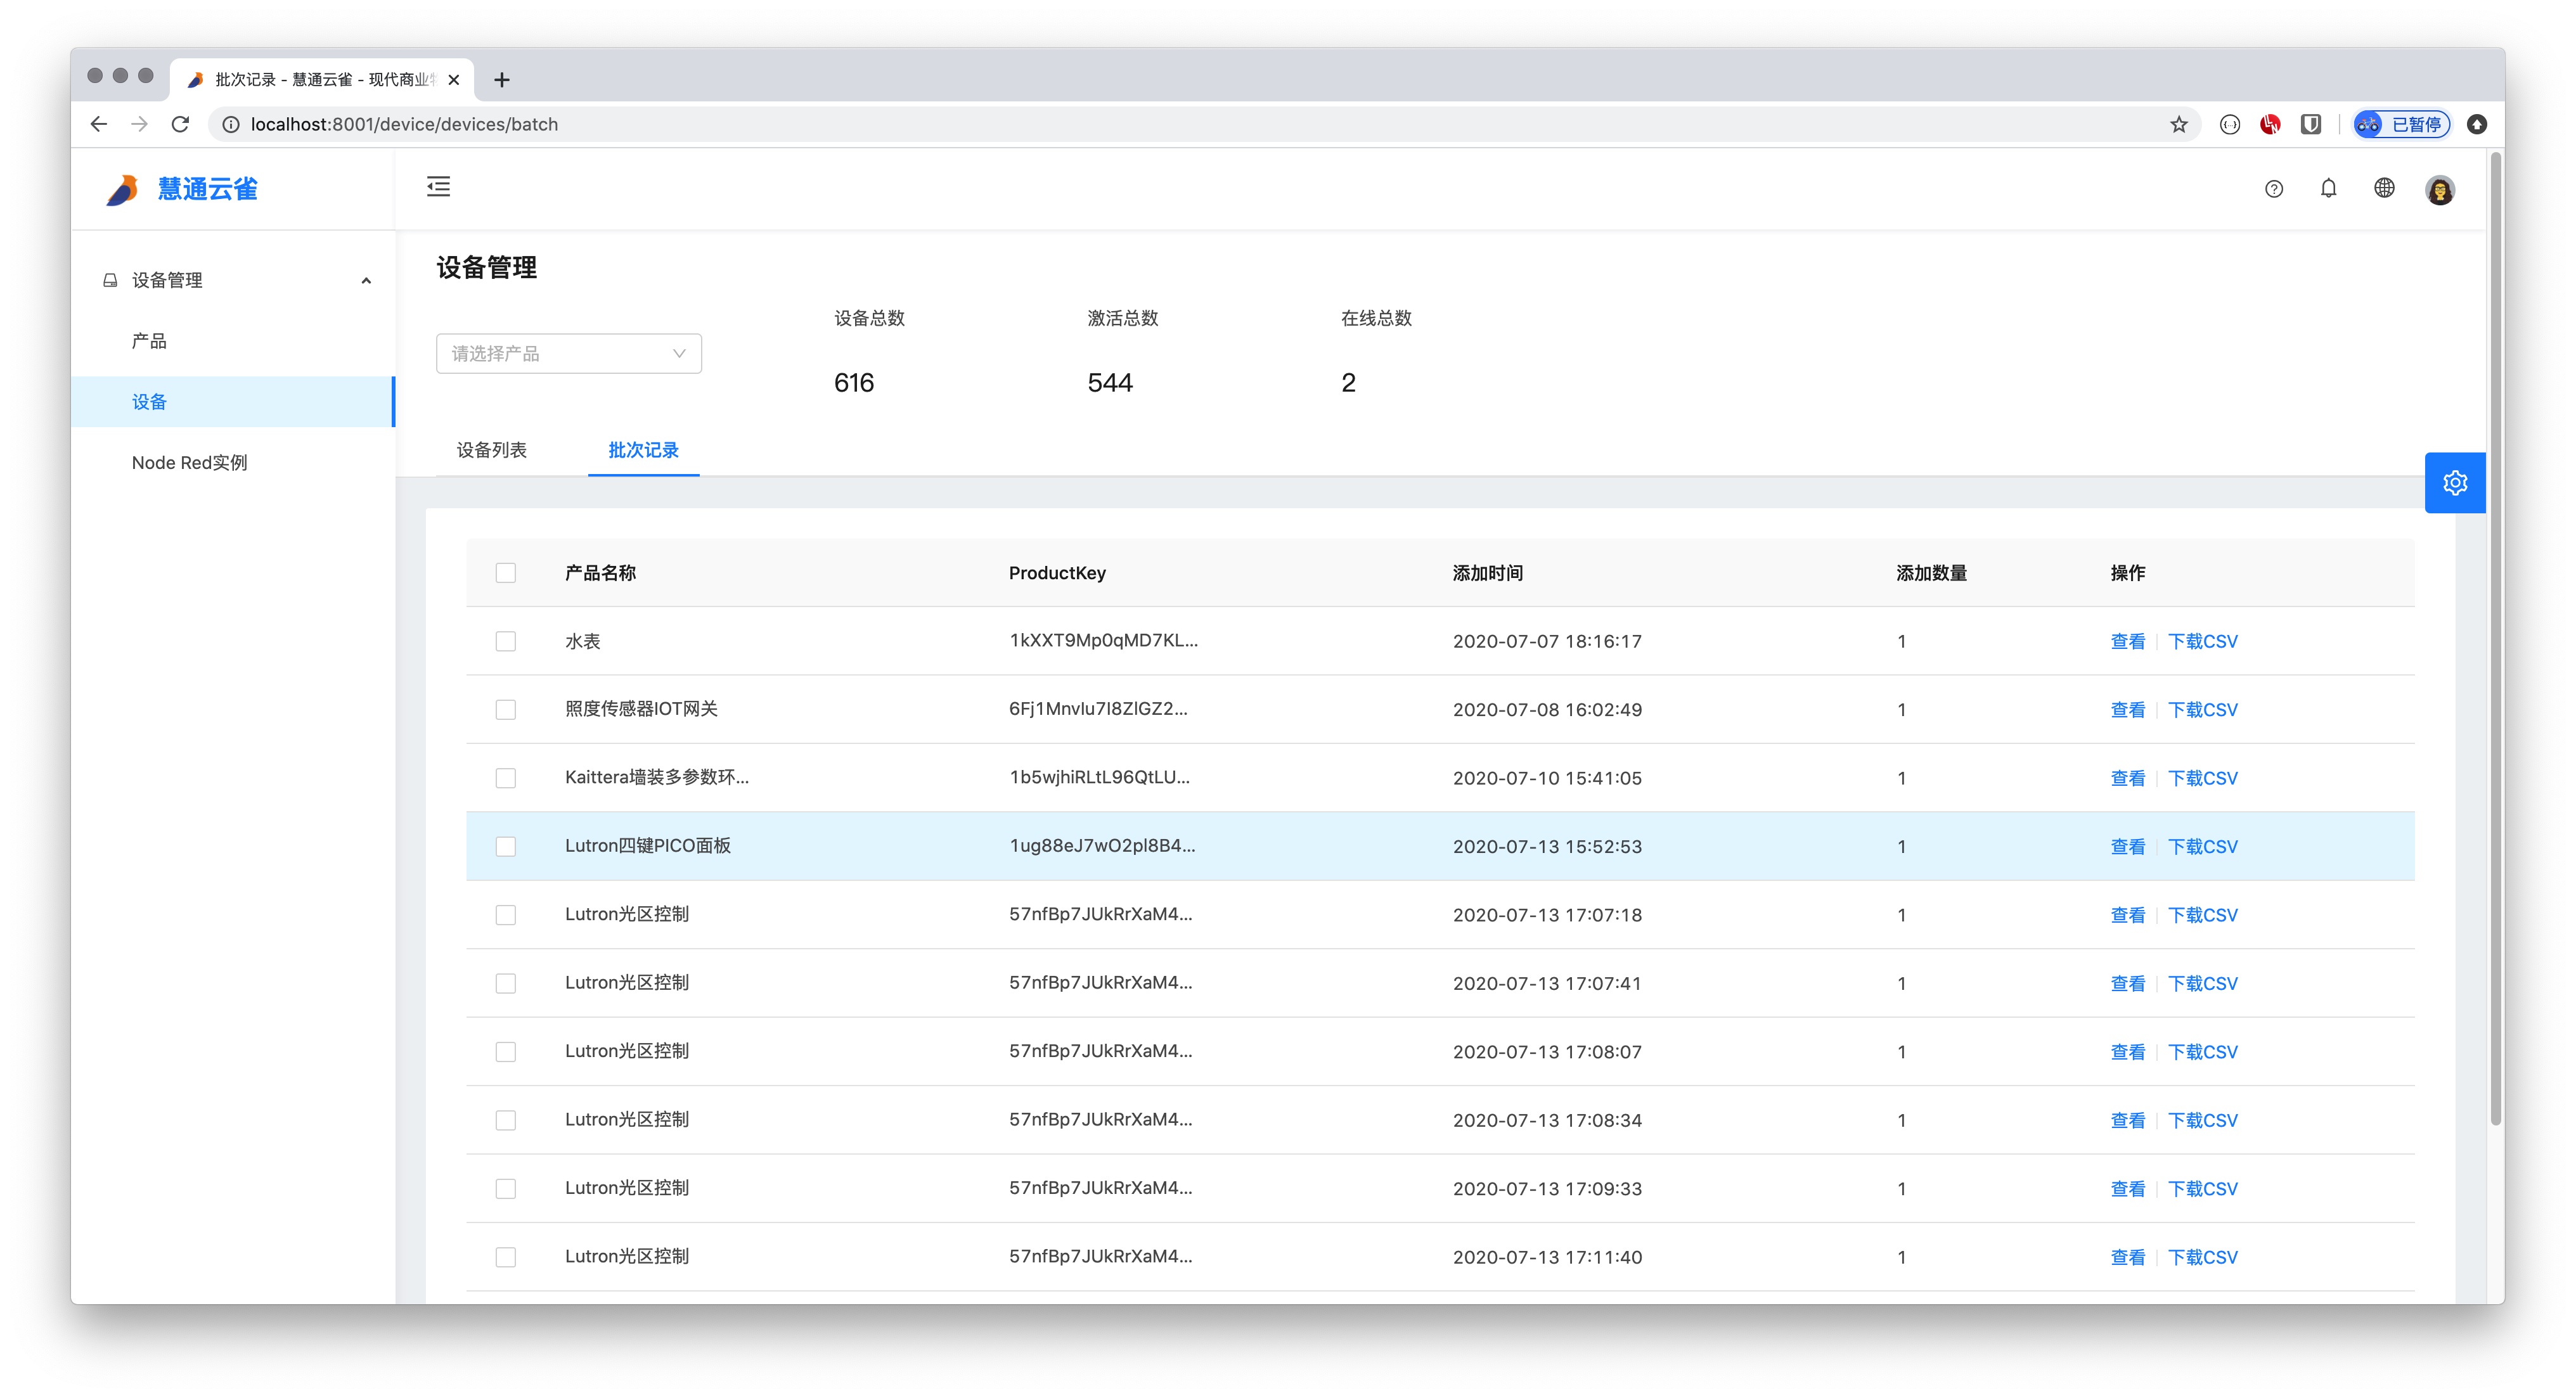 批次记录 - 慧通云雀 - 现代商业
localhost:8001/device/devices/batch
已暂停
慧通云雀
设备管理
产品
设备
Node Red实例
设备管理
请选择产品
设备总数 激活总数 在线总数
616 544 2
设备列表 批次记录
产品名称 ProductKey 添加时间 添加数量 操作
水表 1kXXT9Mp0qMD7KL... 2020-07-07 18:16:17 1 查看 下载CSV
照度传感器IOT网关 6Fj1MnvIu7I8ZIGZ2... 2020-07-08 16:02:49 1 查看 下载CSV
Kaittera墙装多参数环... 1b5wjhiRLtL96QtLU... 2020-07-10 15:41:05 1 查看 下载CSV
Lutron四键PICO面板 1ug88eJ7wO2pl8B4... 2020-07-13 15:52:53 1 查看 下载CSV
Lutron光区控制 57nfBp7JUkRrXaM4... 2020-07-13 17:07:18 1 查看 下载CSV
Lutron光区控制 57nfBp7JUkRrXaM4... 2020-07-13 17:07:41 1 查看 下载CSV
Lutron光区控制 57nfBp7JUkRrXaM4... 2020-07-13 17:08:07 1 查看 下载CSV
Lutron光区控制 57nfBp7JUkRrXaM4... 2020-07-13 17:08:34 1 查看 下载CSV
Lutron光区控制 57nfBp7JUkRrXaM4... 2020-07-13 17:09:33 1 查看 下载CSV
Lutron光区控制 57nfBp7JUkRrXaM4... 2020-07-13 17:11:40 1 查看 下载CSV